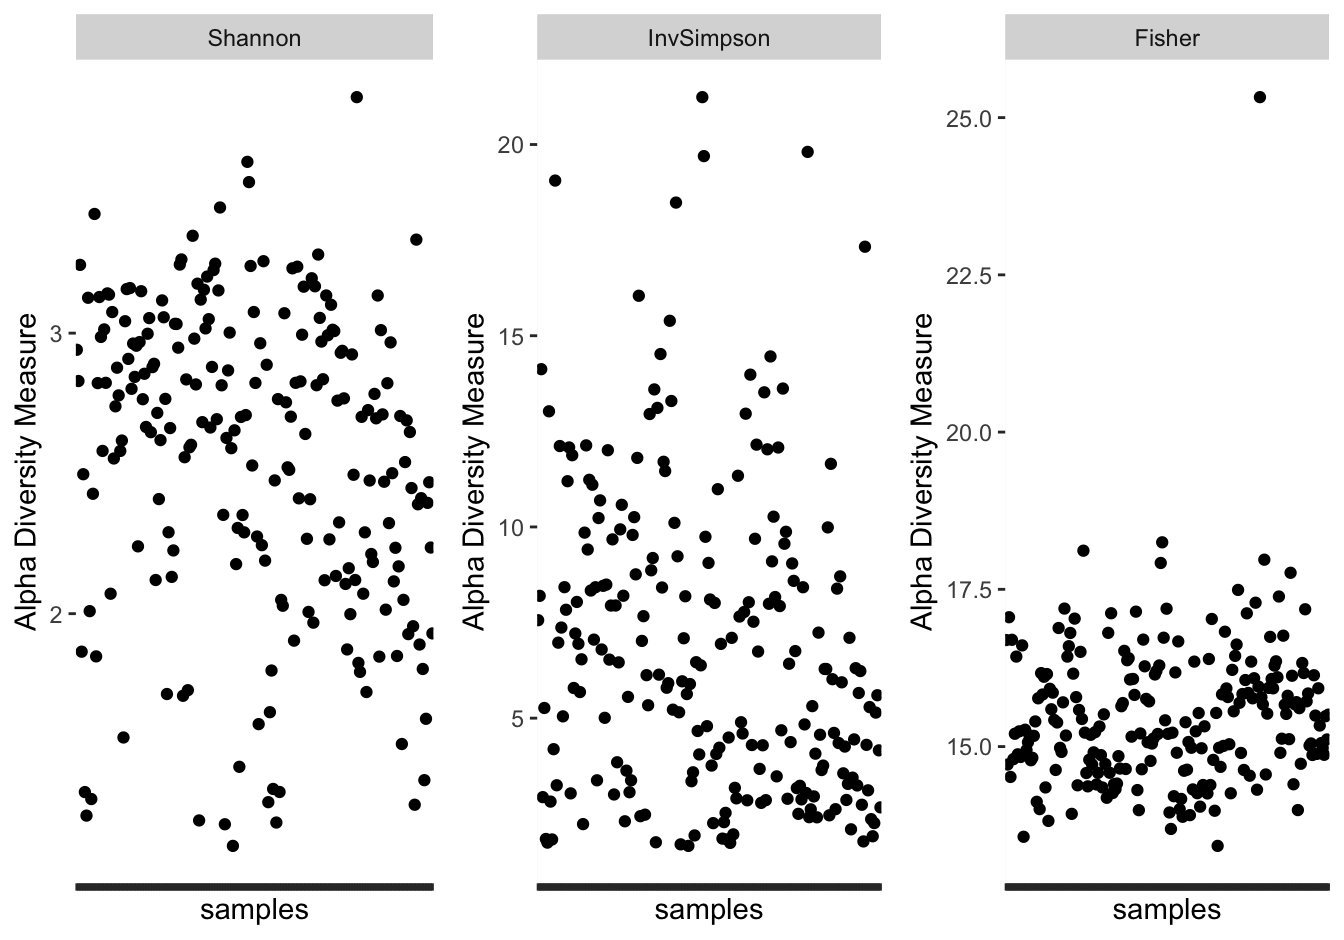 Shannon
InvSimpson
Fisher
Alpha Diversity Measure
3
2
samples
Alpha Diversity Measure
20
15
10
5
samples
Alpha Diversity Measure
25.0
22.5
20.0
17.5
15.0
samples